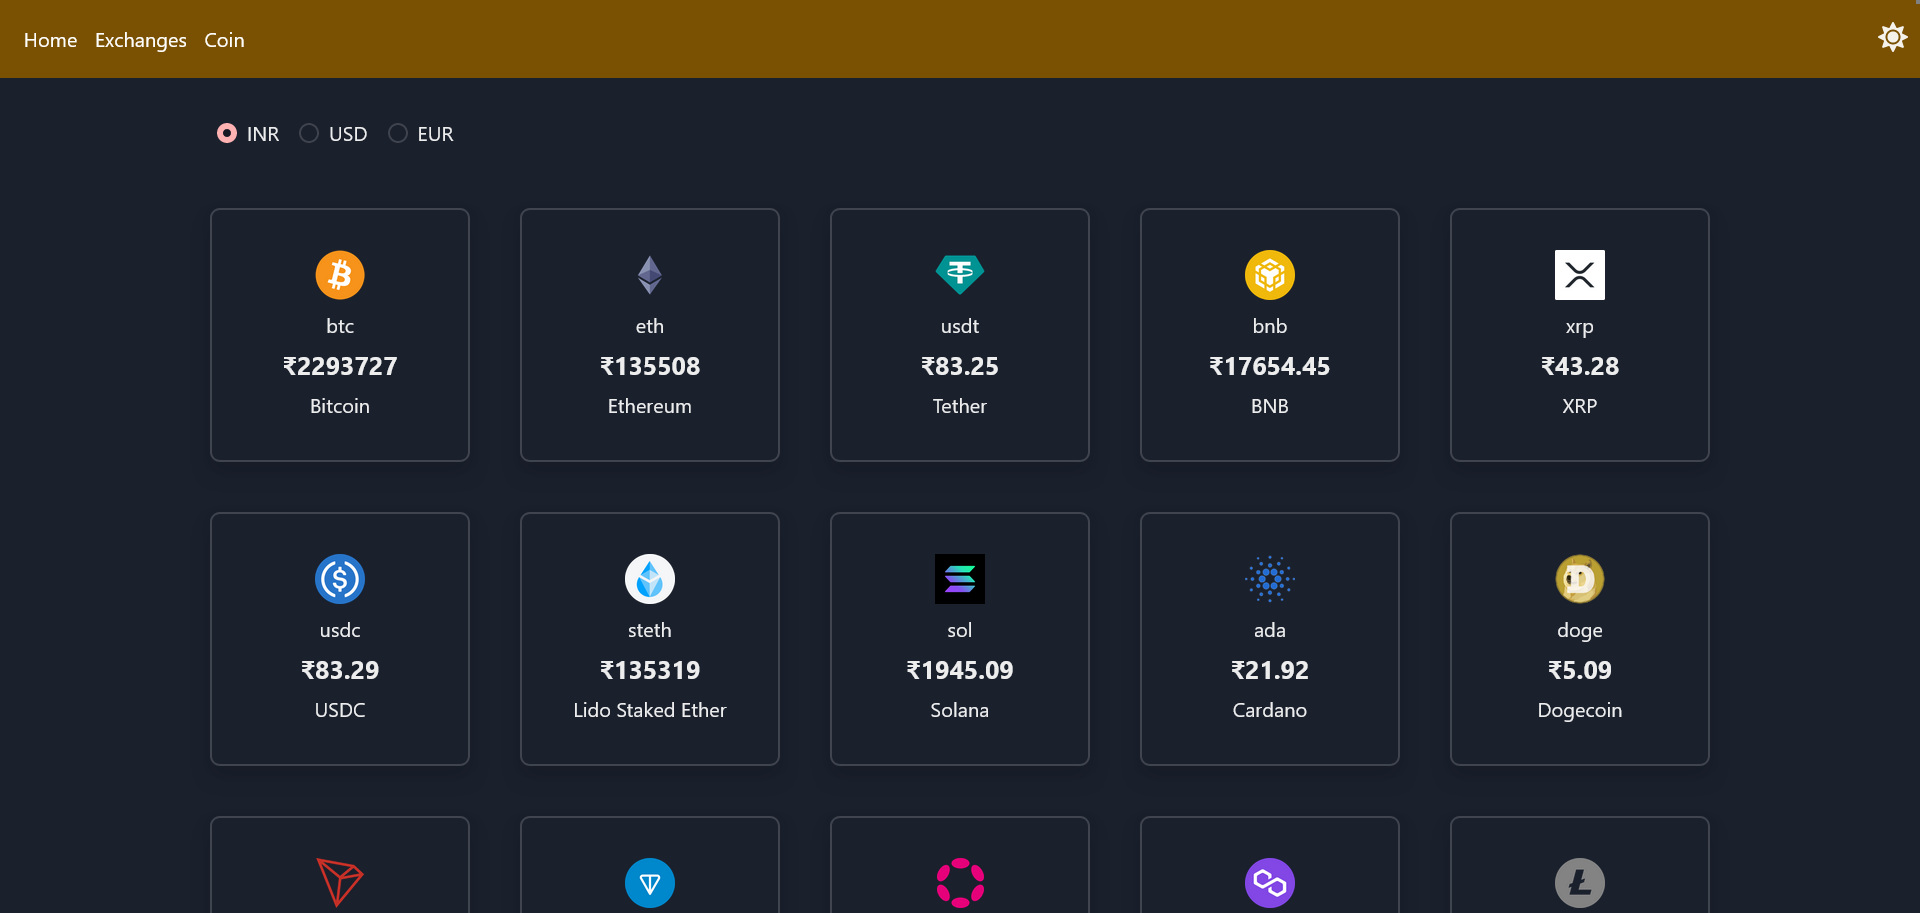 Home Exchanges Coin
INR USD EUR
btc
₹2293727
Bitcoin
eth
₹135508
Ethereum
usdt
₹83.25
Tether
bnb
₹17654.45
BNB
xrp
₹43.28
XRP
usdc
₹83.29
USDC
steth
₹135319
Lido Staked Ether
sol
₹1945.09
Solana
ada
₹21.92
Cardano
doge
₹5.09
Dogecoin